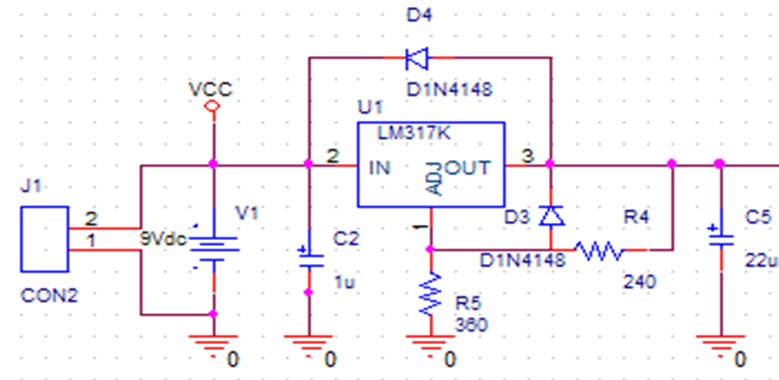 D4
VCC
D1N4148
U1
LM317K
2
IN
ADJ
OUT
3
J1
2
1
9Vdc
V1
C2
1u
1
D3
D1N4148
R4
240
C5
22u
CON2
R5
360
0
0
0
0